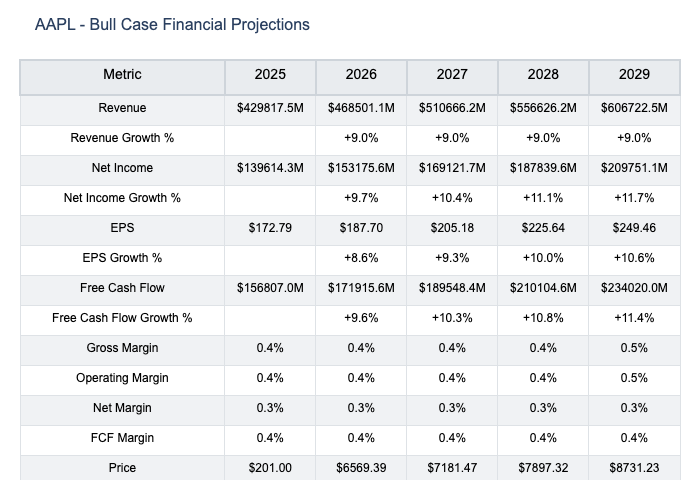 AAPL - Bull Case Financial Projections
Metric 2025 2026 2027 2028 2029
Revenue $429817.5M $468501.1M $510666.2M $556626.2M $606722.5M
Revenue Growth % +9.0% +9.0% +9.0% +9.0%
Net Income $139614.3M $153175.6M $169121.7M $187839.6M $209751.1M
Net Income Growth % +9.7% +10.4% +11.1% +11.7%
EPS $172.79 $187.70 $205.18 $225.64 $249.46
EPS Growth % +8.6% +9.3% +10.0% +10.6%
Free Cash Flow $156807.0M $171915.6M $189548.4M $210104.6M $234020.0M
Free Cash Flow Growth % +9.6% +10.3% +10.8% +11.4%
Gross Margin 0.4% 0.4% 0.4% 0.4% 0.5%
Operating Margin 0.4% 0.4% 0.4% 0.4% 0.5%
Net Margin 0.3% 0.3% 0.3% 0.3% 0.3%
FCF Margin 0.4% 0.4% 0.4% 0.4% 0.4%
Price $201.00 $6569.39 $7181.47 $7897.32 $8731.23